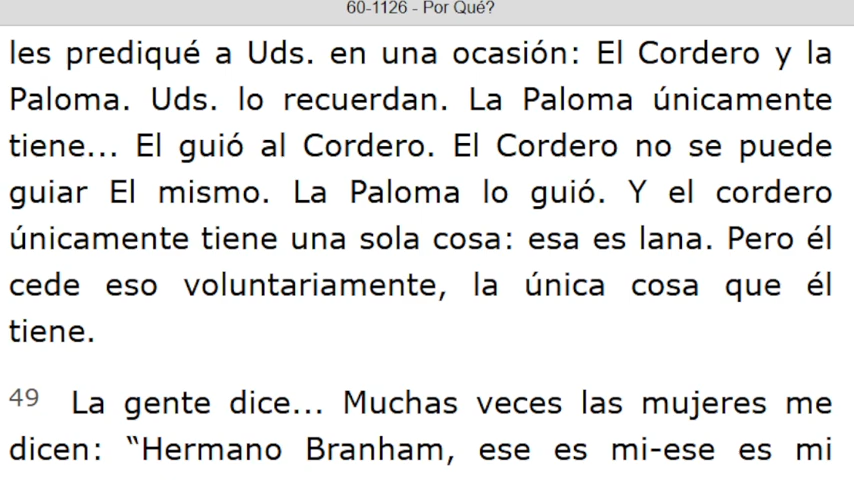 60-1126 - Por Qué?
les prediqué a Uds. en una ocasión: El Cordero y la
Paloma. Uds. lo recuerdan. La Paloma únicamente
tiene... El guió al Cordero. El Cordero no se puede
guiar El mismo. La Paloma lo guió. Y el cordero
únicamente tiene una sola cosa: esa es lana. Pero él
cede eso voluntariamente, la única cosa que él
tiene.
49 La gente dice... Muchas veces las mujeres me
dicen: “Hermano Branham, ese es mi-ese es mi